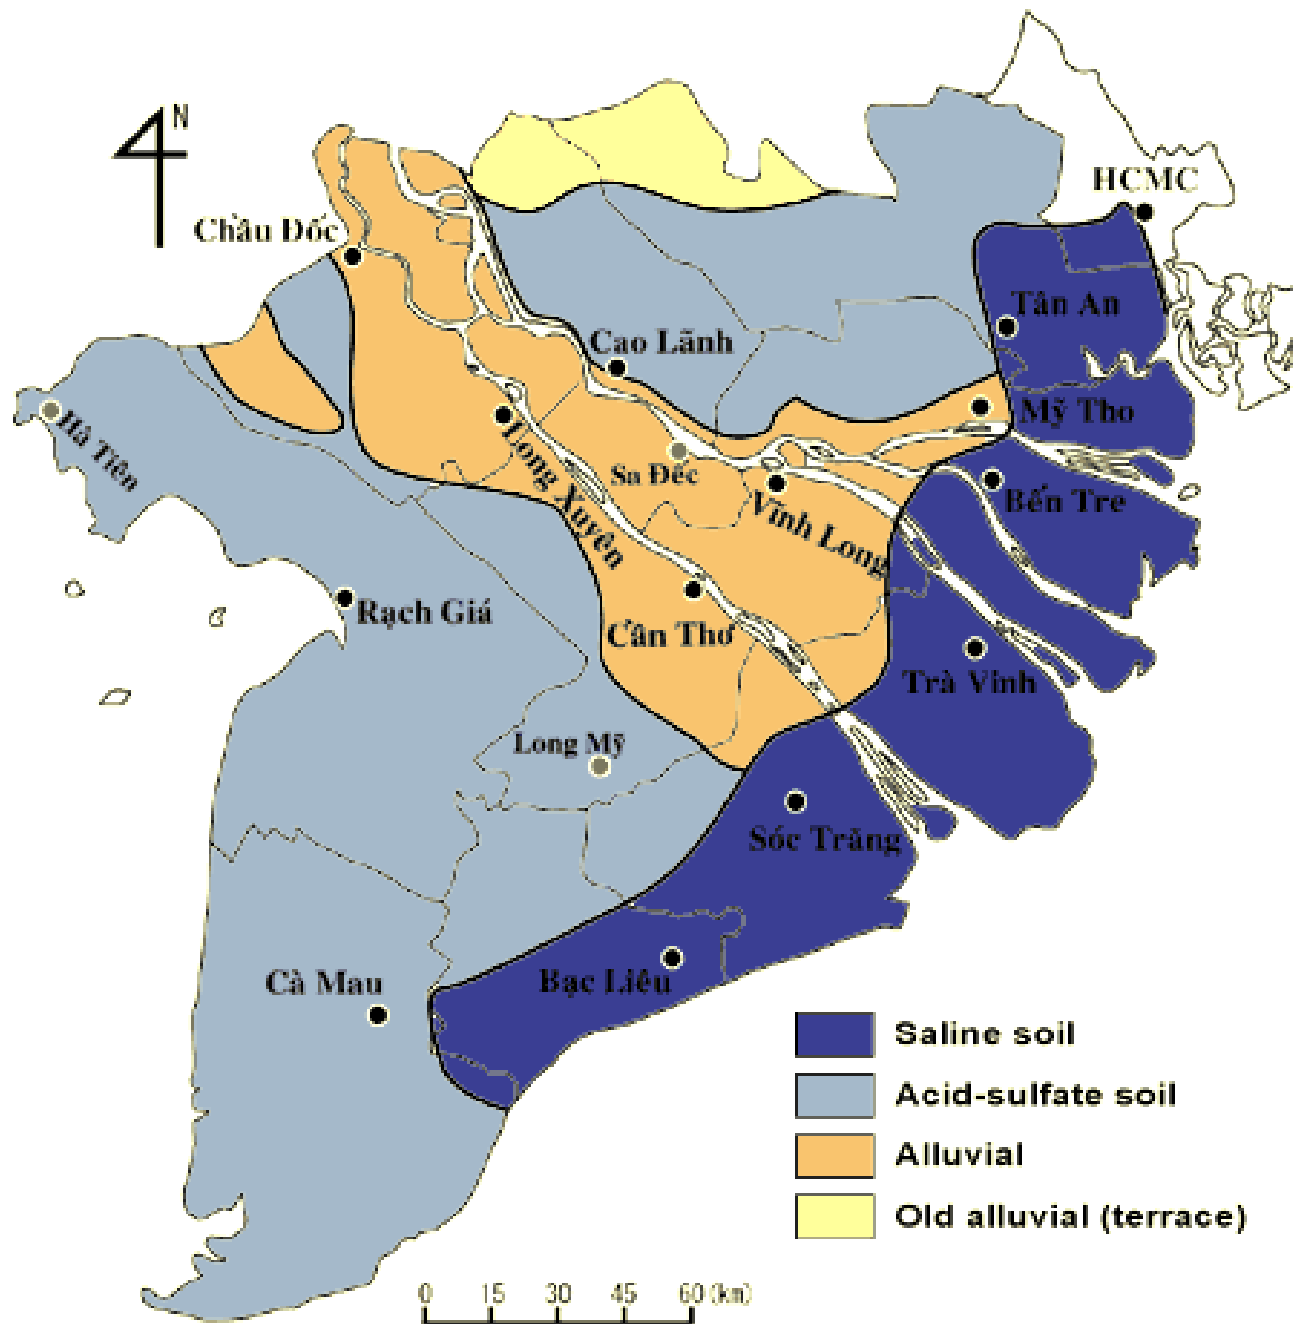 N
HCMC
Châu Đốc
Tân An
Cao Lãnh
Mỹ Tho
Hà Tiên
Long Xuyên
Sa Đéc
Vĩnh Long
Bến Tre
Rạch Giá
Cần Thơ
Trà Vinh
Long Mỹ
Sóc Trăng
Cà Mau
Bạc Liêu
Saline soil
Acid-sulfate soil
Alluvial
Old alluvial (terrace)
0 15 30 45 60 (km)